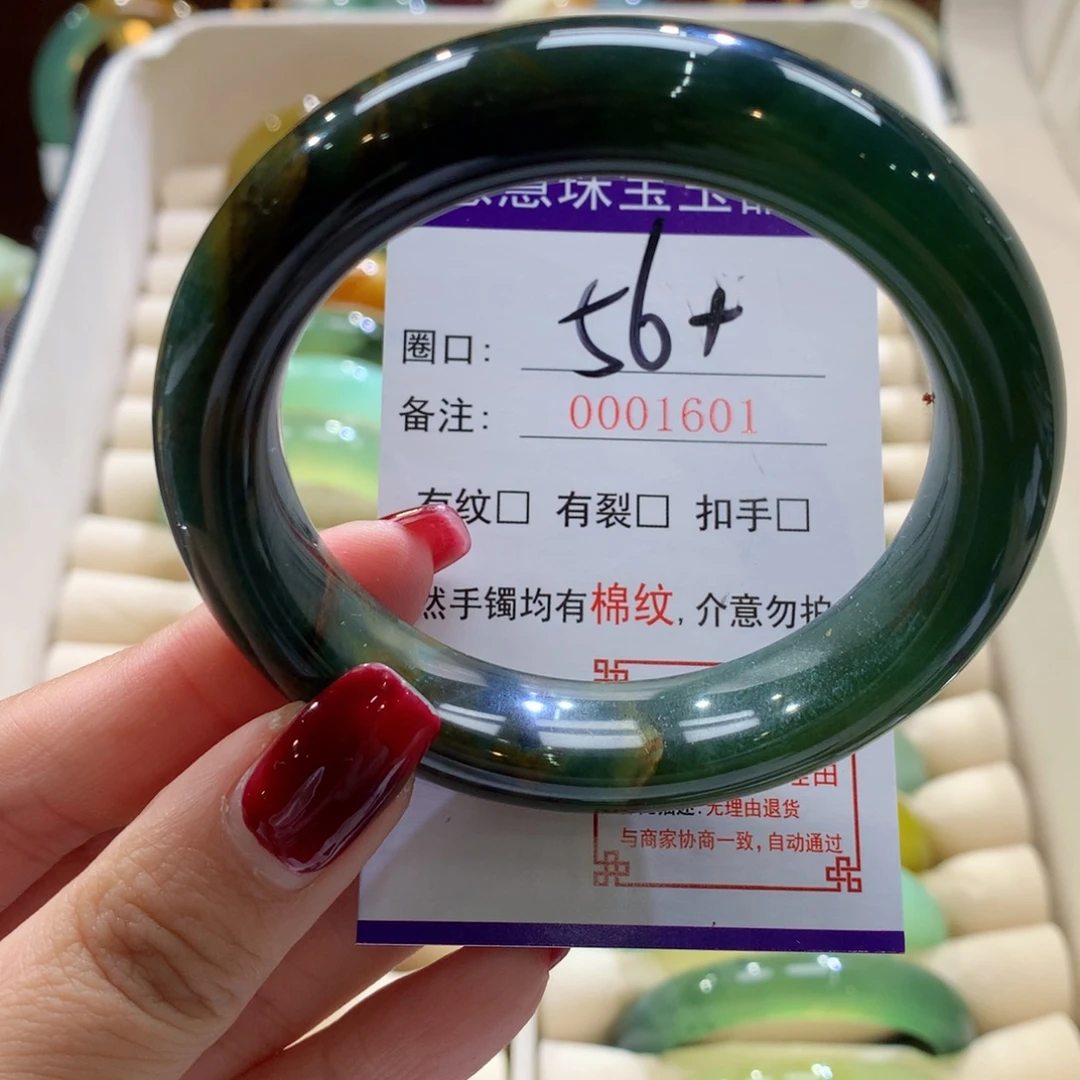 珠宝玉
圈口: 56+
备注: 0001601
有纹□ 有裂□ 扣手□
然手镯均有棉纹, 介意勿拍
理由
无理由退货
与商家协商一致, 自动通过